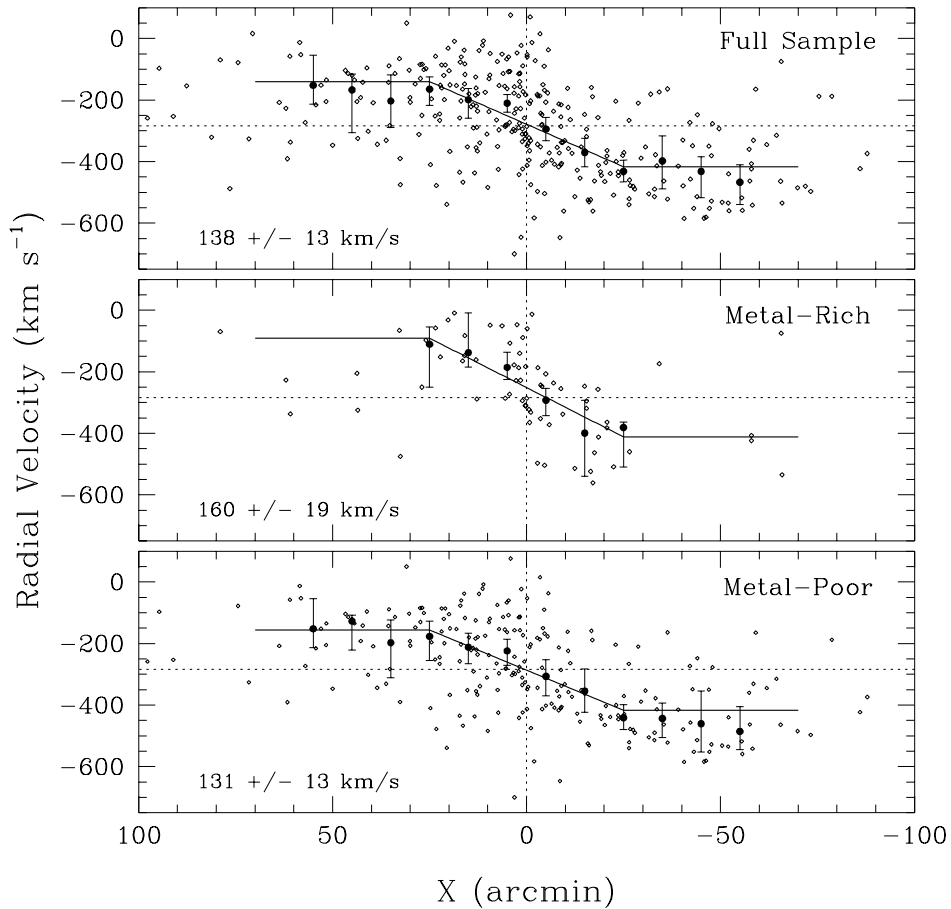 Full Sample
0
−200
−400
−600
138 +/− 13 km/s
Metal−Rich
0
−200
−400
−600
160 +/− 19 km/s
Metal−Poor
0
−200
−400
−600
131 +/− 13 km/s
Radial Velocity (km s⁻¹)
100 50 0 −50 −100
X (arcmin)